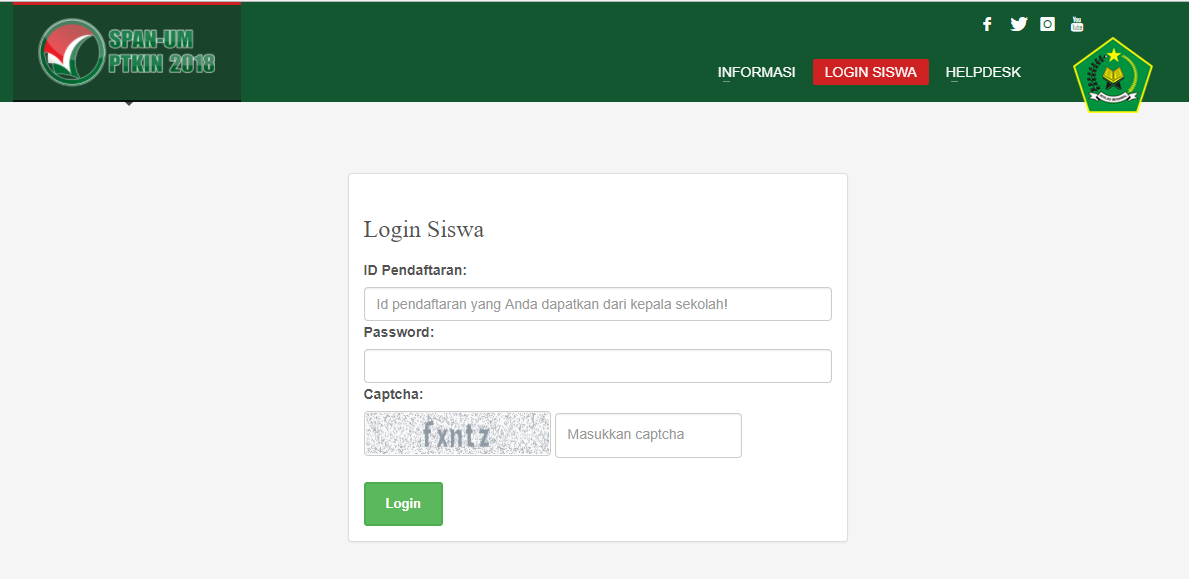 SPAN-UM
PTKIN 2018
INFORMASI
LOGIN SISWA
HELPDESK
Login Siswa
ID Pendaftaran:
Id pendaftaran yang Anda dapatkan dari kepala sekolah!
Password:
Captcha:
fxntz
Masukkan captcha
Login